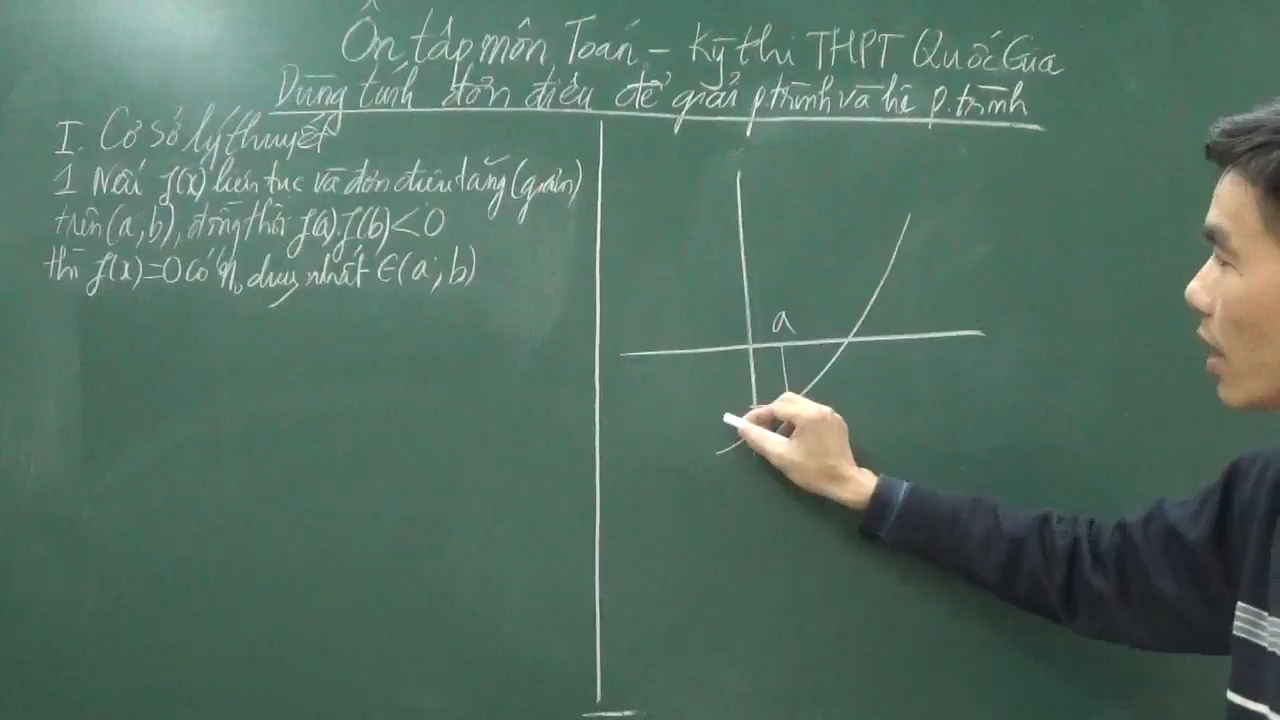 Ôn tập môn Toán - Kỳ thi THPT Quốc Gia
Dùng tính đơn điệu để giải p.trình và hệ p.trình
I. Cơ sở lý thuyết
1 Nếu f(x) liên tục và đơn điệu tăng (giảm)
trên (a,b), đồng thời f(a).f(b)<0
thì f(x)=0 có n0 duy nhất ∈(a;b)
a